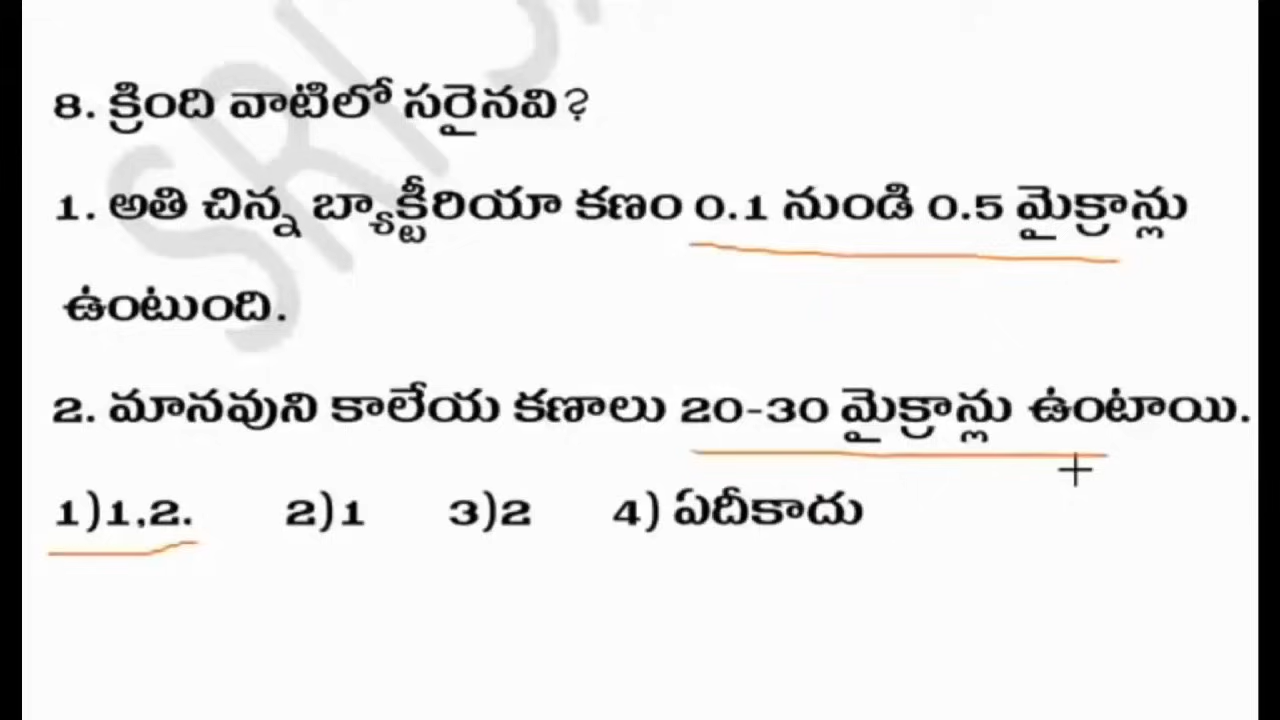 8. క్రింది వాటిలో సరైనవి?
1. అతి చిన్న బ్యాక్టీరియా కణం 0.1 నుండి 0.5 మైక్రాన్లు
ఉంటుంది.
2. మానవుని కాలేయ కణాలు 20-30 మైక్రాన్లు ఉంటాయి.
1)1,2. 2)1 3)2 4) ఏదీకాదు